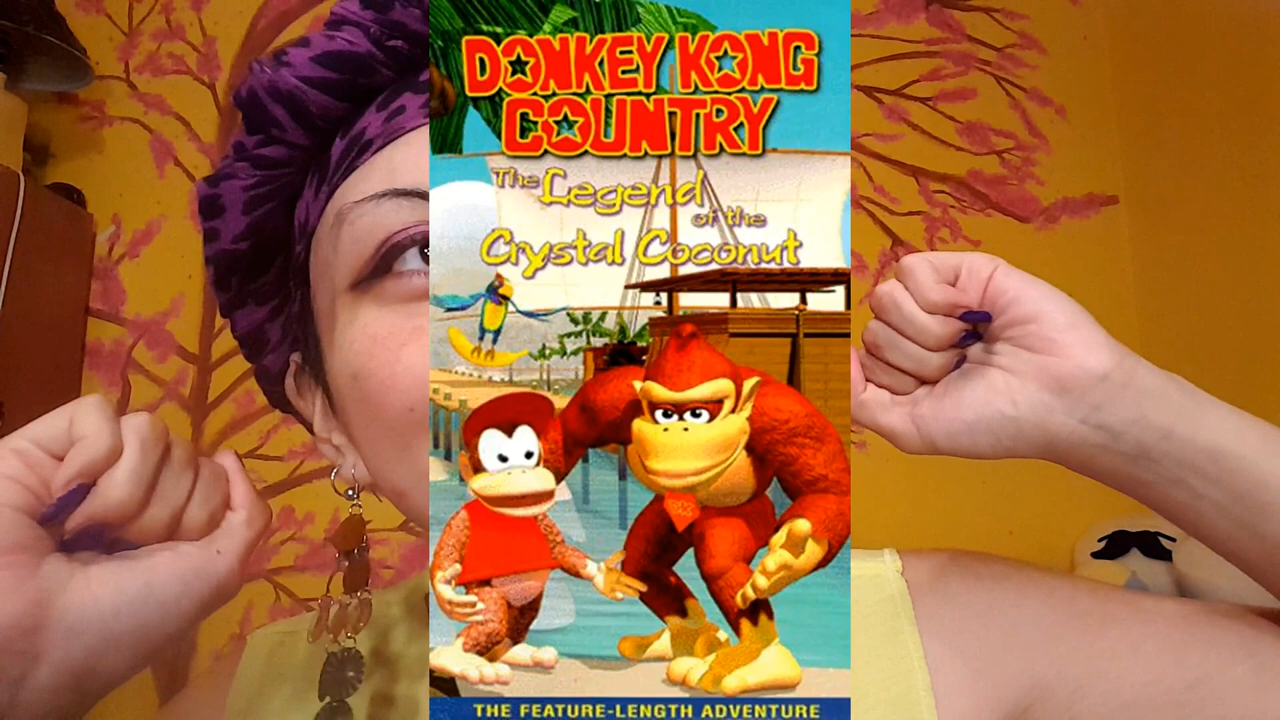 DONKEY KONG
COUNTRY
The Legend
of the
Crystal Coconut
THE FEATURE-LENGTH ADVENTURE